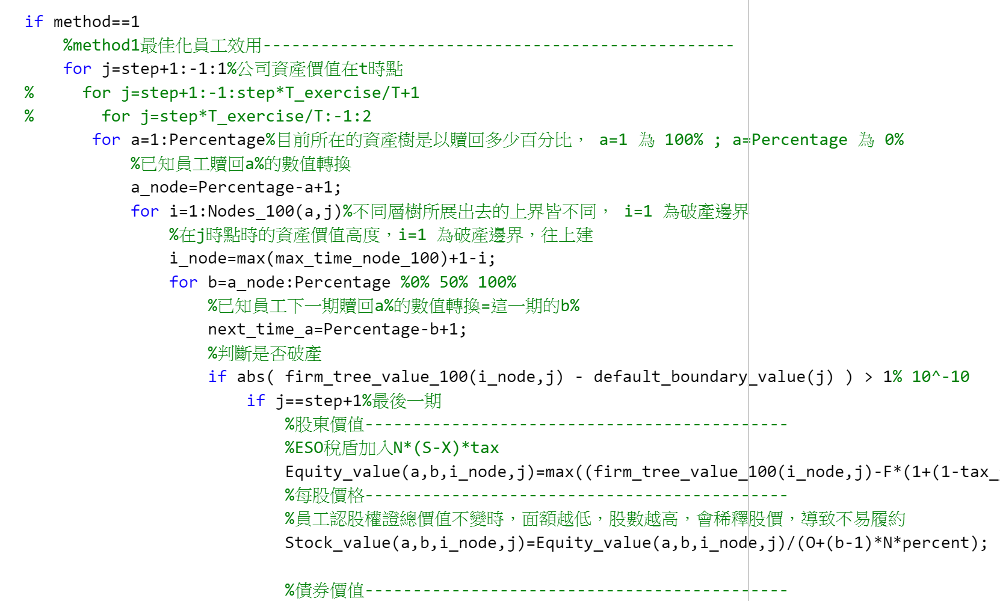 if method==1
%method1最佳化員工效用-------------------------------------------------
for j=step+1:-1:1%公司資產價值在t時點
%     for j=step+1:-1:step*T_exercise/T+1
%       for j=step*T_exercise/T:-1:2
for a=1:Percentage%目前所在的資產樹是以贖回多少百分比， a=1 為 100% ; a=Percentage 為 0%
%已知員工贖回a%的數值轉換
a_node=Percentage-a+1;
for i=1:Nodes_100(a,j)%不同層樹所展出去的上界皆不同， i=1 為破產邊界
%在j時點時的資產價值高度，i=1 為破產邊界，往上建
i_node=max(max_time_node_100)+1-i;
for b=a_node:Percentage %0% 50% 100%
%已知員工下一期贖回a%的數值轉換=這一期的b%
next_time_a=Percentage-b+1;
%判斷是否破產
if abs( firm_tree_value_100(i_node,j) - default_boundary_value(j) ) > 1% 10^-10
if j==step+1%最後一期
%股東價值--------------------------------------------
%ESO稅盾加入N*(S-X)*tax
Equity_value(a,b,i_node,j)=max((firm_tree_value_100(i_node,j)-F*(1+(1-tax_
%每股價格--------------------------------------------
%員工認股權證總價值不變時，面額越低，股數越高，會稀釋股價，導致不易履約
Stock_value(a,b,i_node,j)=Equity_value(a,b,i_node,j)/(O+(b-1)*N*percent);
%債券價值--------------------------------------------